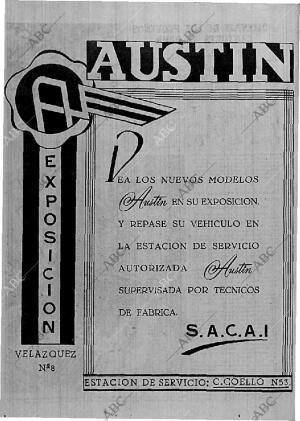 AUSTIN
A
EXPOSICION
VELAZQUEZ
Nº8
VEA LOS NUEVOS MODELOS
Austin EN SU EXPOSICION,
Y REPASE SU VEHICULO EN
LA ESTACION DE SERVICIO
AUTORIZADA Austin
SUPERVISADA POR TECNICOS
DE FABRICA.
S.A.C.A.I
ESTACION DE SERVICIO: C. COELLO Nº53
ABC